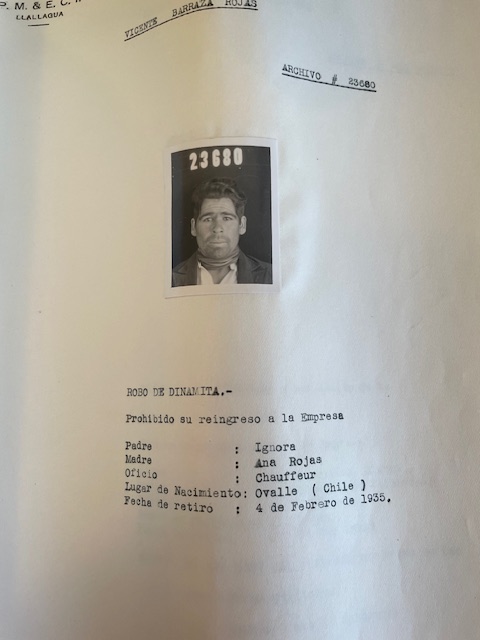 P. M. & E. C.
LLALLAGUA
VICENTE BARRAZA ROJAS
ARCHIVO # 23680
23680
ROBO DE DINAMITA.-
Prohibido su reingreso a la Empresa
Padre : Ignora
Madre : Ana Rojas
Oficio : Chauffeur
Lugar de Nacimiento: Ovalle ( Chile )
Fecha de retiro : 4 de Febrero de 1935.